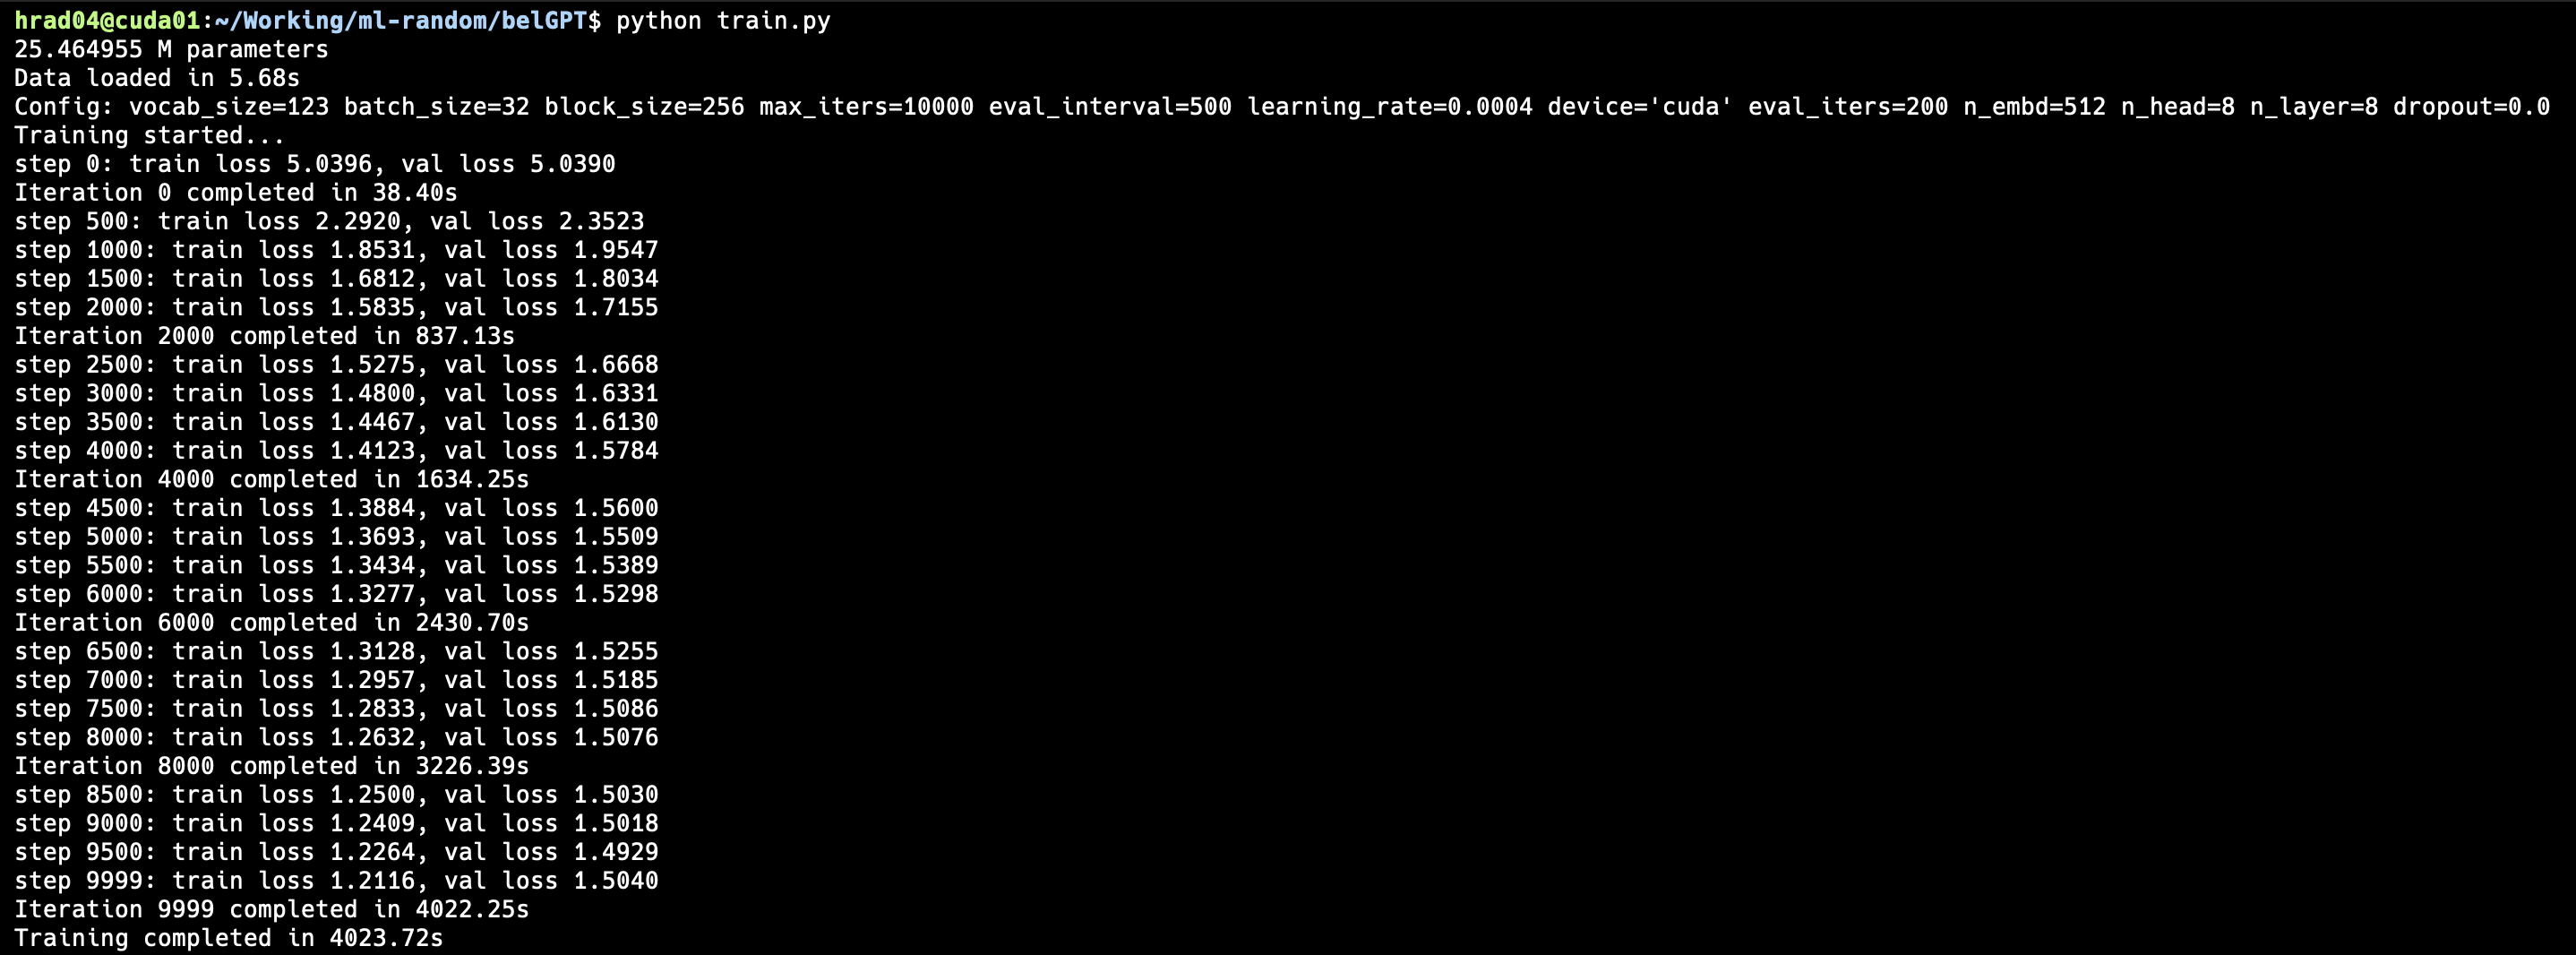 hrad04@cuda01:~/Working/ml-random/belGPT$ python train.py
25.464955 M parameters
Data loaded in 5.68s
Config: vocab_size=123 batch_size=32 block_size=256 max_iters=10000 eval_interval=500 learning_rate=0.0004 device='cuda' eval_iters=200 n_embd=512 n_head=8 n_layer=8 dropout=0.0
Training started...
step 0: train loss 5.0396, val loss 5.0390
Iteration 0 completed in 38.40s
step 500: train loss 2.2920, val loss 2.3523
step 1000: train loss 1.8531, val loss 1.9547
step 1500: train loss 1.6812, val loss 1.8034
step 2000: train loss 1.5835, val loss 1.7155
Iteration 2000 completed in 837.13s
step 2500: train loss 1.5275, val loss 1.6668
step 3000: train loss 1.4800, val loss 1.6331
step 3500: train loss 1.4467, val loss 1.6130
step 4000: train loss 1.4123, val loss 1.5784
Iteration 4000 completed in 1634.25s
step 4500: train loss 1.3884, val loss 1.5600
step 5000: train loss 1.3693, val loss 1.5509
step 5500: train loss 1.3434, val loss 1.5389
step 6000: train loss 1.3277, val loss 1.5298
Iteration 6000 completed in 2430.70s
step 6500: train loss 1.3128, val loss 1.5255
step 7000: train loss 1.2957, val loss 1.5185
step 7500: train loss 1.2833, val loss 1.5086
step 8000: train loss 1.2632, val loss 1.5076
Iteration 8000 completed in 3226.39s
step 8500: train loss 1.2500, val loss 1.5030
step 9000: train loss 1.2409, val loss 1.5018
step 9500: train loss 1.2264, val loss 1.4929
step 9999: train loss 1.2116, val loss 1.5040
Iteration 9999 completed in 4022.25s
Training completed in 4023.72s